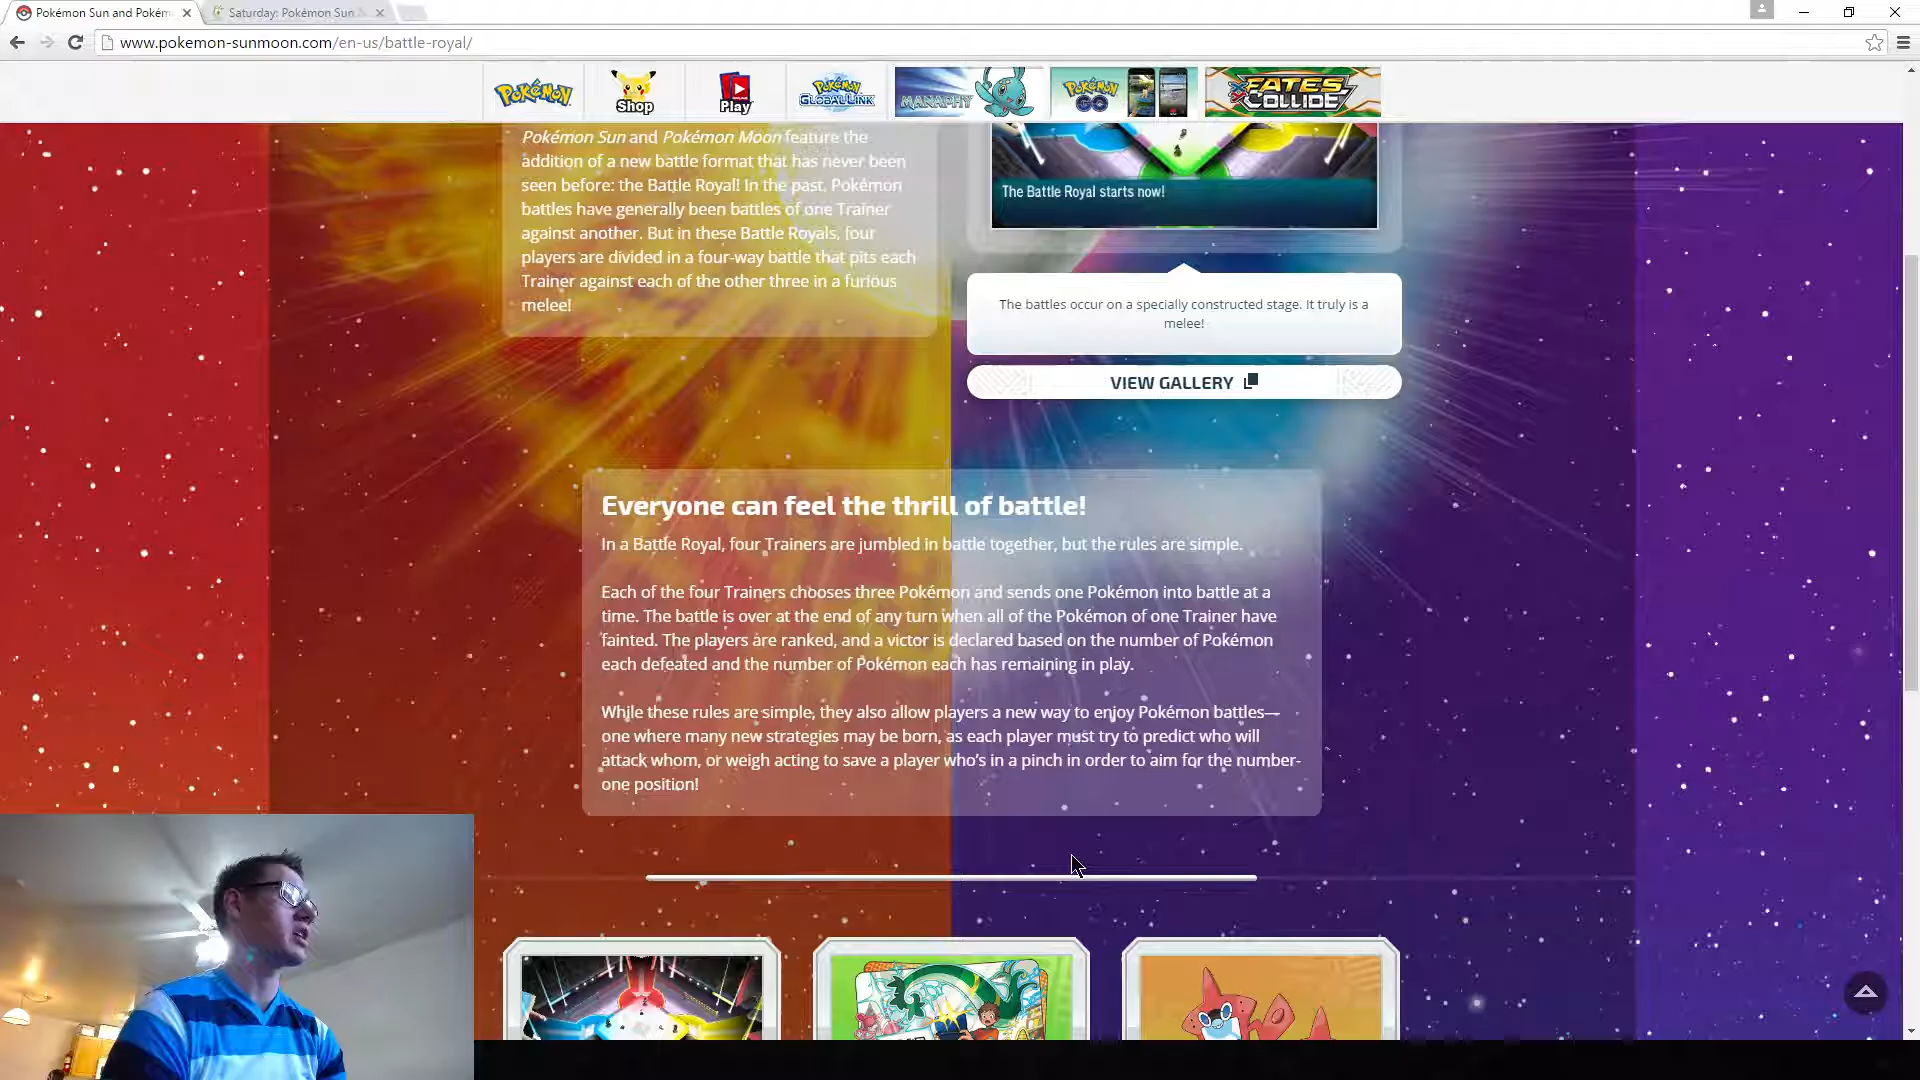 Pokémon Sun and Pokém
Saturday: Pokémon Sun
www.pokemon-sunmoon.com/en-us/battle-royal/
Pokémon
Shop
Play
Pokémon
GLOBAL LINK
MANAPHY
Pokémon
GO
FATES
COLLIDE
Pokémon Sun and Pokémon Moon feature the
addition of a new battle format that has never been
seen before: the Battle Royal! In the past, Pokémon
battles have generally been battles of one Trainer
against another. But in these Battle Royals, four
players are divided in a four-way battle that pits each
Trainer against each of the other three in a furious
melee!
The Battle Royal starts now!
The battles occur on a specially constructed stage. It truly is a
melee!
VIEW GALLERY
Everyone can feel the thrill of battle!
In a Battle Royal, four Trainers are jumbled in battle together, but the rules are simple.
Each of the four Trainers chooses three Pokémon and sends one Pokémon into battle at a
time. The battle is over at the end of any turn when all of the Pokémon of one Trainer have
fainted. The players are ranked, and a victor is declared based on the number of Pokémon
each defeated and the number of Pokémon each has remaining in play.
While these rules are simple, they also allow players a new way to enjoy Pokémon battles—
one where many new strategies may be born, as each player must try to predict who will
attack whom, or weigh acting to save a player who's in a pinch in order to aim for the number-
one position!